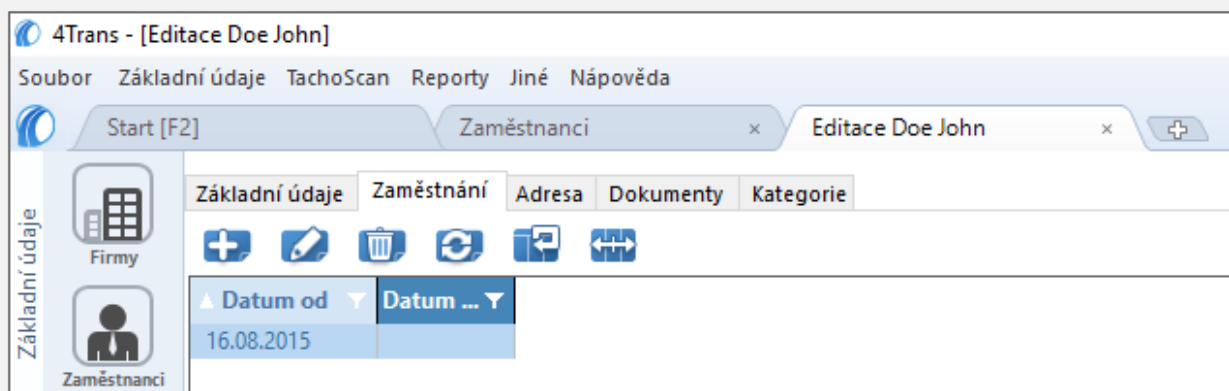 4Trans - [Editace Doe John]
Soubor Základní údaje TachoScan Reporty Jiné Nápověda
Start [F2] Zaměstnanci × Editace Doe John ×
Základní údaje Zaměstnání Adresa Dokumenty Kategorie
Základní údaje
Firmy
Datum od Datum ...
16.08.2015
Zaměstnanci